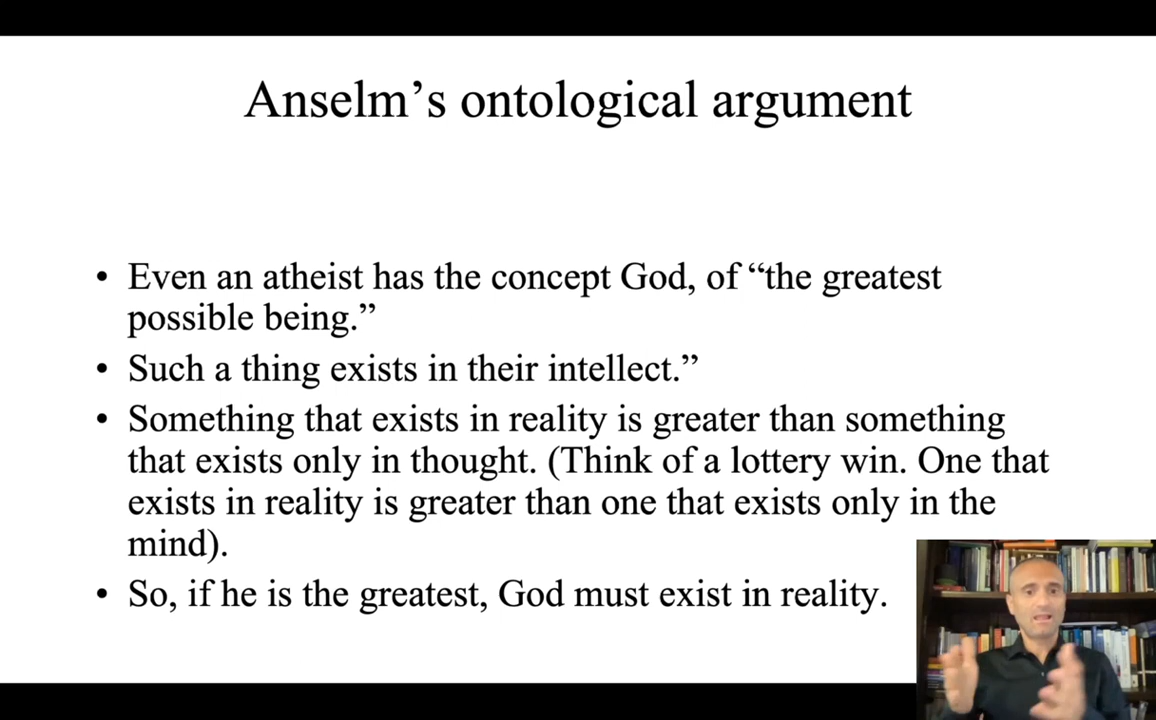 Anselm’s ontological argument
• Even an atheist has the concept God, of “the greatest
possible being.”
• Such a thing exists in their intellect.”
• Something that exists in reality is greater than something
that exists only in thought. (Think of a lottery win. One that
exists in reality is greater than one that exists only in the
mind).
• So, if he is the greatest, God must exist in reality.